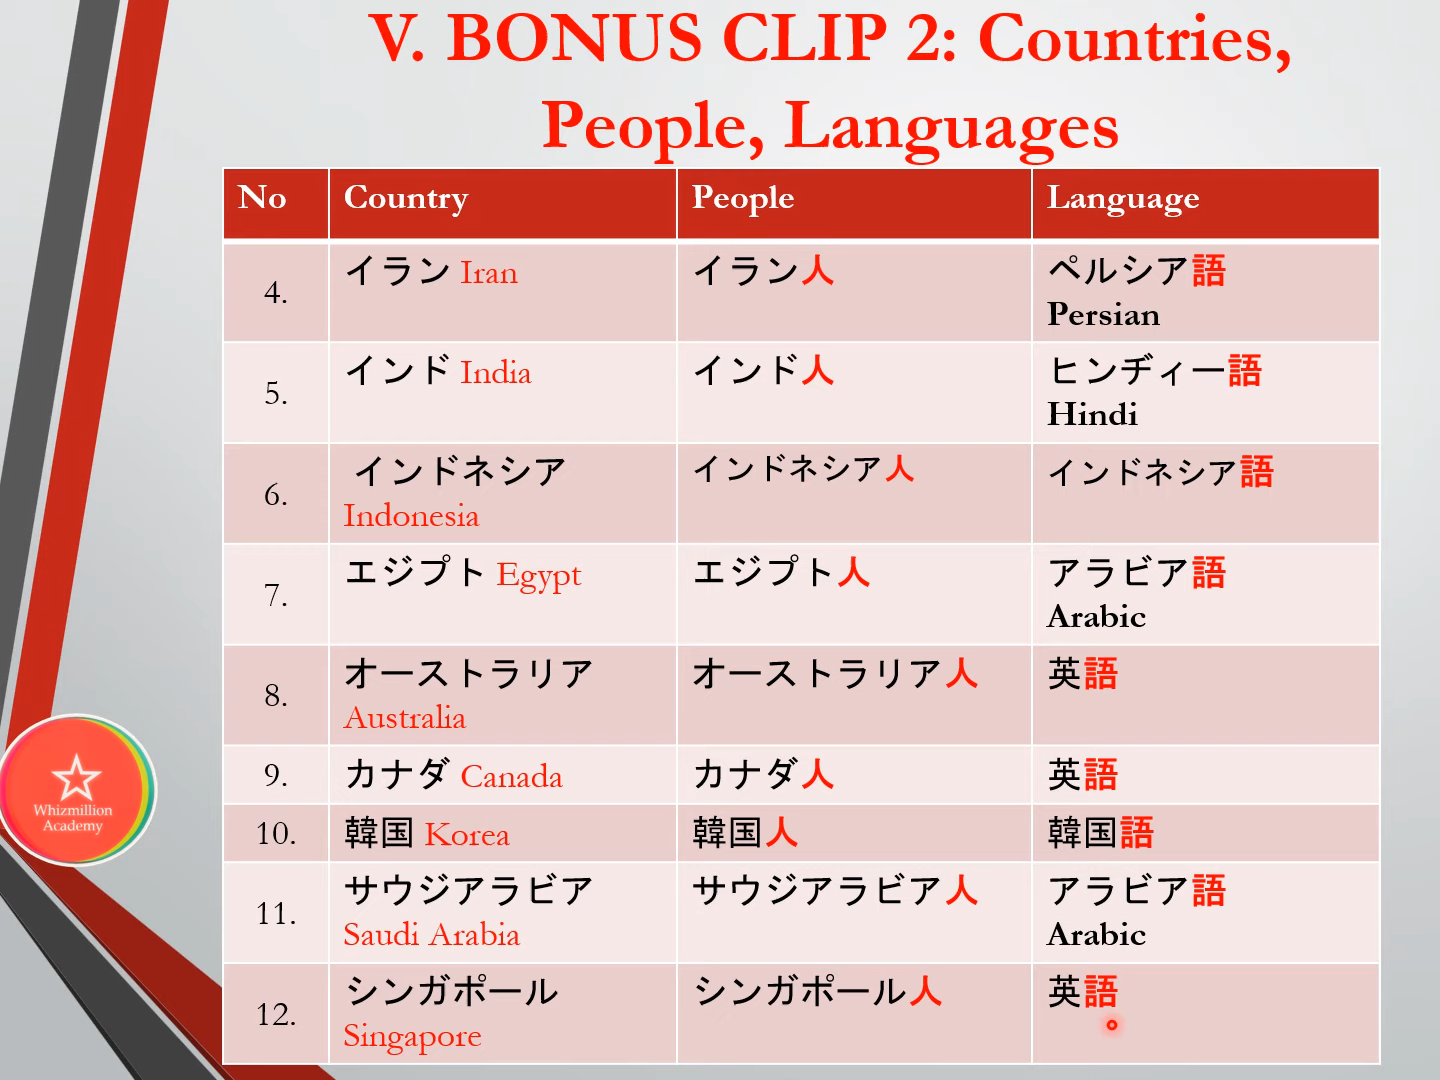 V. BONUS CLIP 2: Countries,
People, Languages
No Country People Language
4. イラン Iran イラン人 ペルシア語
Persian
5. インド India インド人 ヒンヂィー語
Hindi
6. インドネシア インドネシア人 インドネシア語
Indonesia
7. エジプト Egypt エジプト人 アラビア語
Arabic
8. オーストラリア オーストラリア人 英語
Australia
9. カナダ Canada カナダ人 英語
10. 韓国 Korea 韓国人 韓国語
11. サウジアラビア サウジアラビア人 アラビア語
Saudi Arabia Arabic
12. シンガポール シンガポール人 英語
Singapore
Whizmillion
Academy